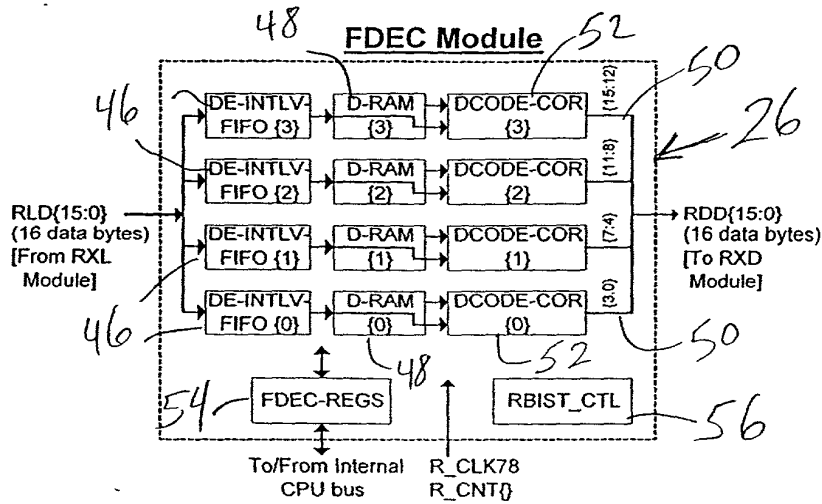 48
FDEC Module
52
46
DE-INTLV-
FIFO {3}
D-RAM
{3}
DCODE-COR
{3}
{15:12}
50
26
46
DE-INTLV-
FIFO {2}
D-RAM
{2}
DCODE-COR
{2}
{11:8}
RLD{15:0}
(16 data bytes)
[From RXL
Module]
DE-INTLV-
FIFO {1}
D-RAM
{1}
DCODE-COR
{1}
{7:4}
RDD{15:0}
(16 data bytes)
[To RXD
Module]
46
DE-INTLV-
FIFO {0}
D-RAM
{0}
DCODE-COR
{0}
{3:0}
50
48
52
54
FDEC-REGS
RBIST_CTL
56
To/From Internal
CPU bus
R_CLK78
R_CNT{}